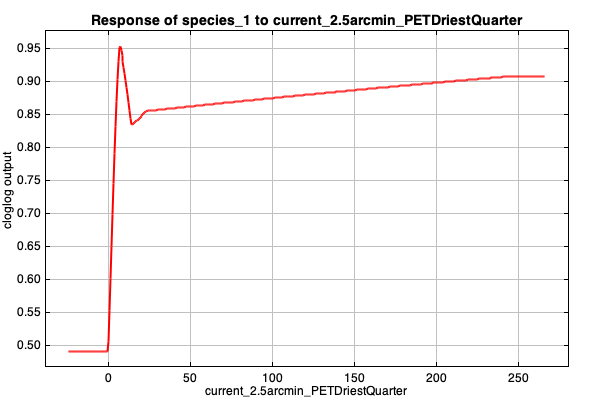 Response of species_1 to current_2.5arcmin_PETDriestQuarter
cloglog output
0.95
0.90
0.85
0.80
0.75
0.70
0.65
0.60
0.55
0.50
0 50 100 150 200 250
current_2.5arcmin_PETDriestQuarter